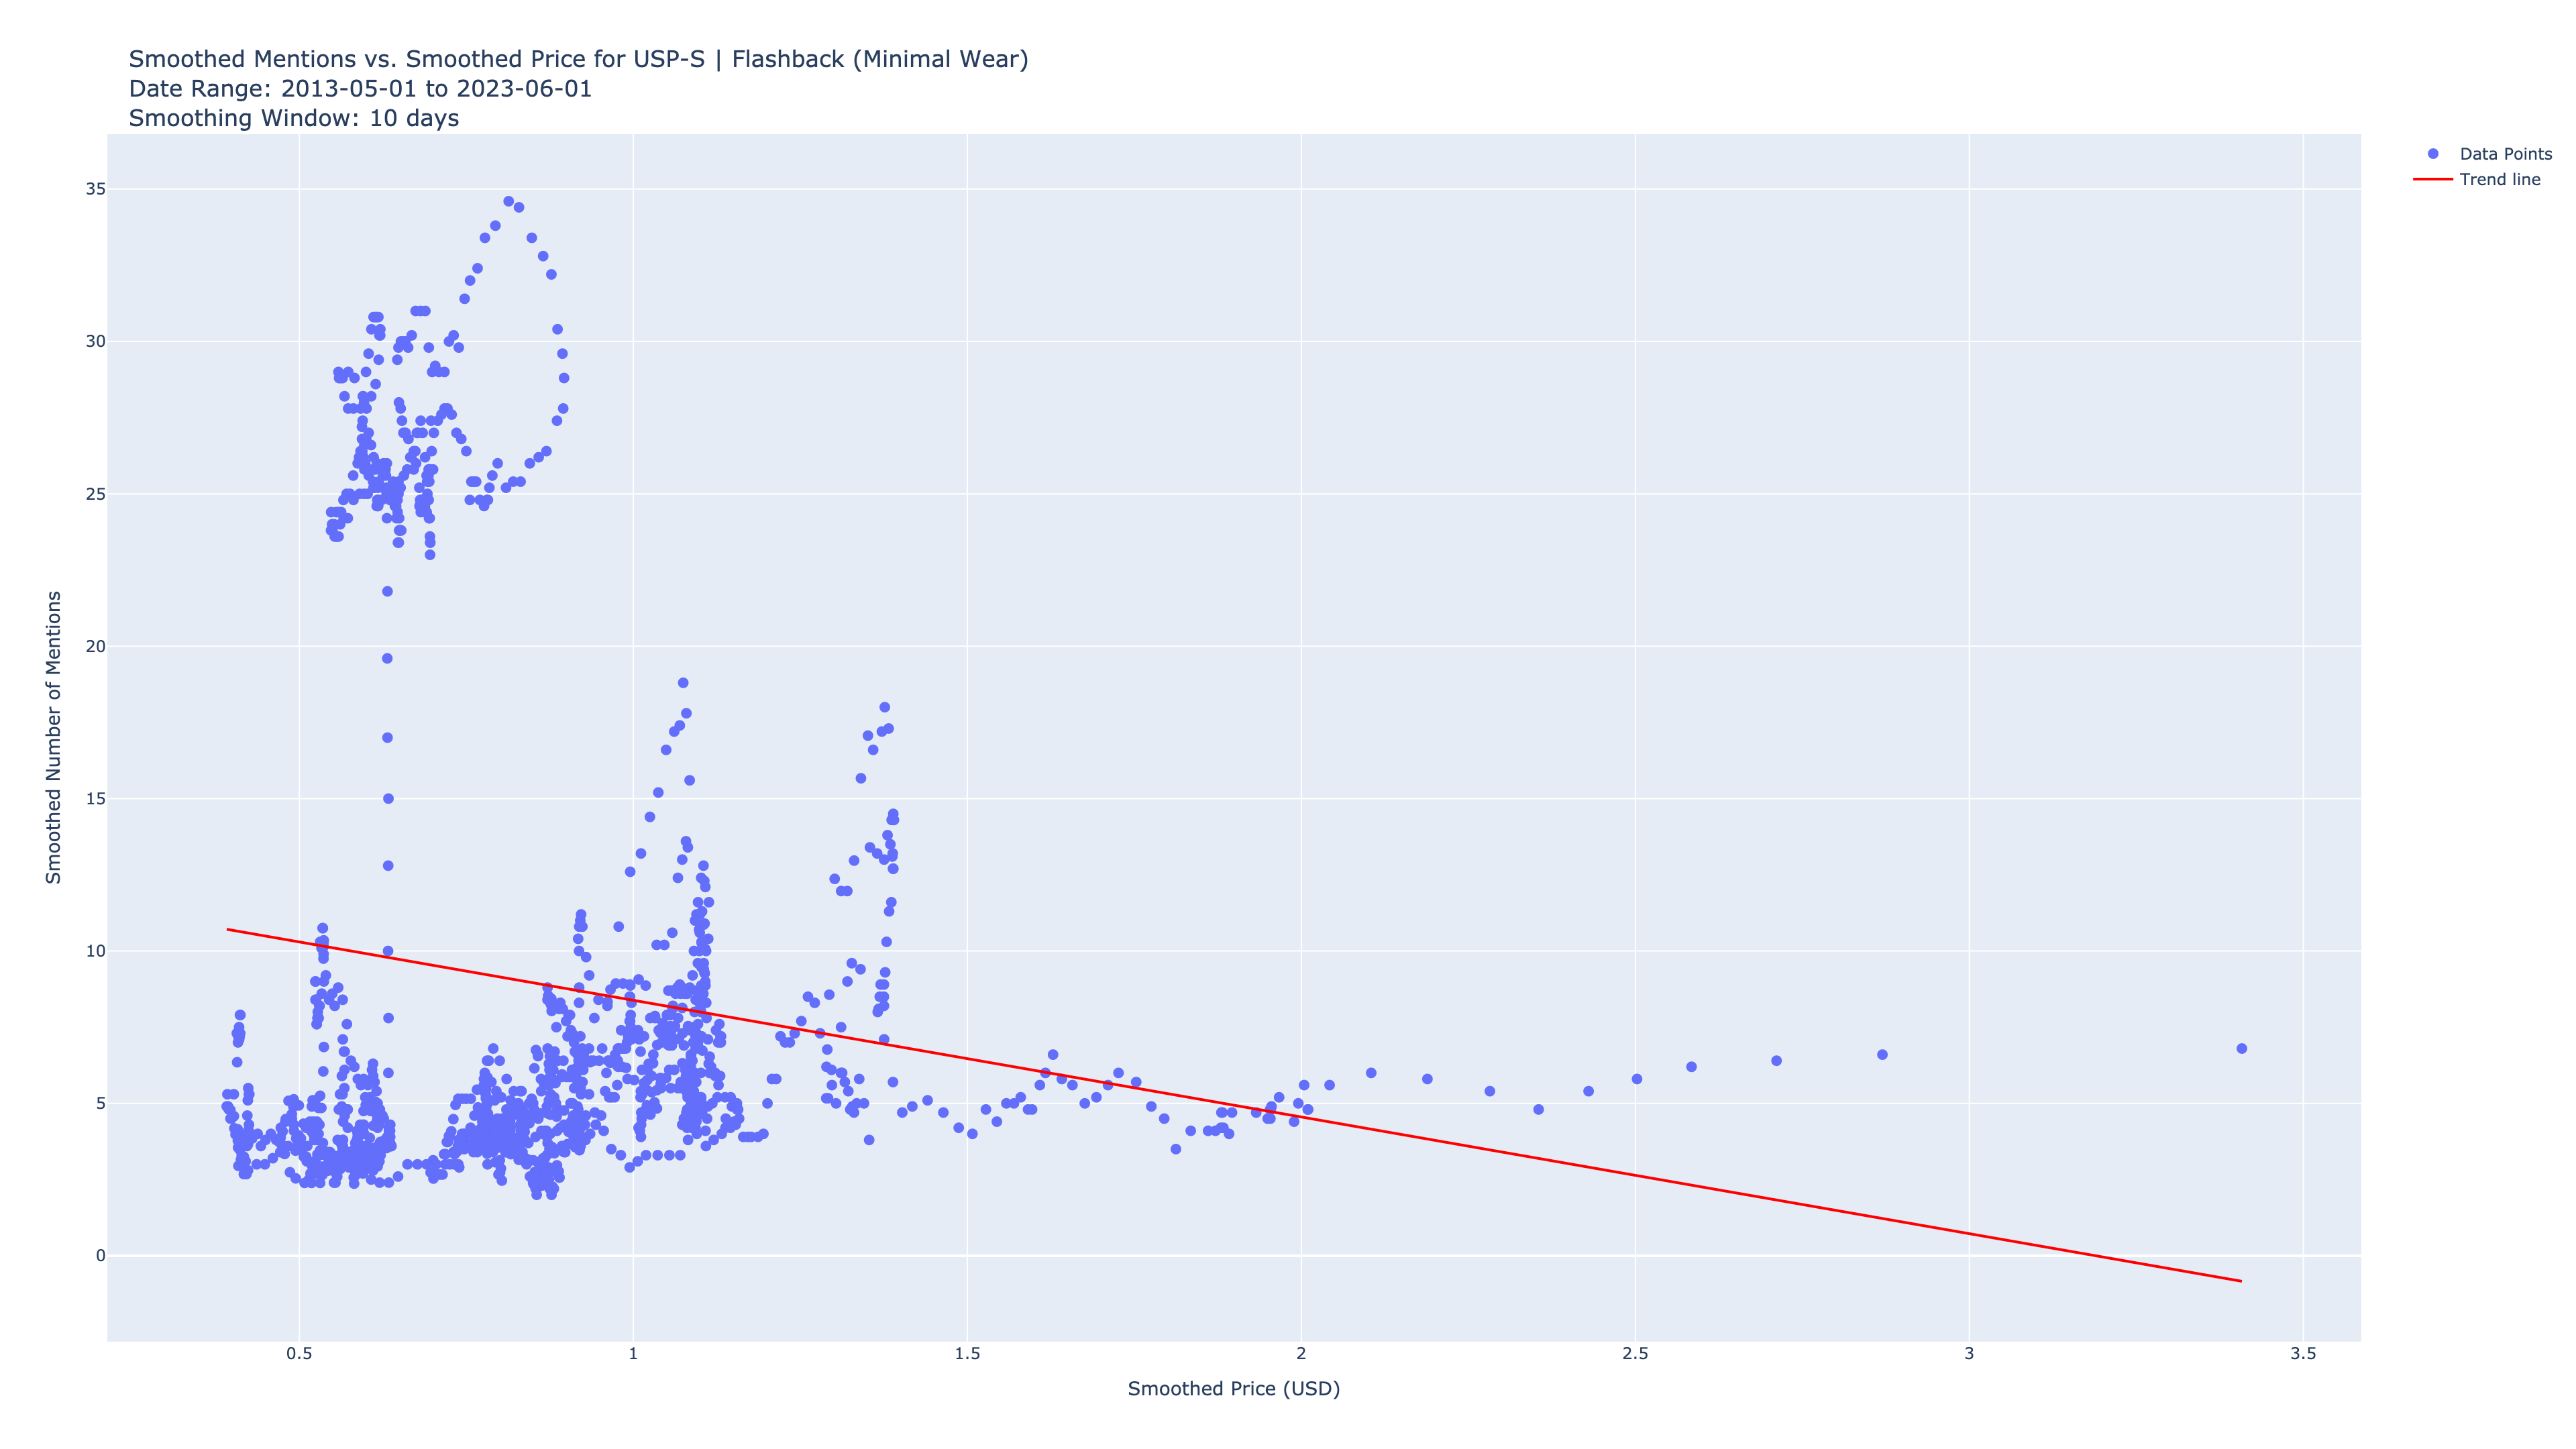 Smoothed Mentions vs. Smoothed Price for USP-S | Flashback (Minimal Wear)
Date Range: 2013-05-01 to 2023-06-01
Smoothing Window: 10 days
Data Points
Trend line
35
30
25
20
15
10
5
0
Smoothed Number of Mentions
0.5
1
1.5
2
2.5
3
3.5
Smoothed Price (USD)